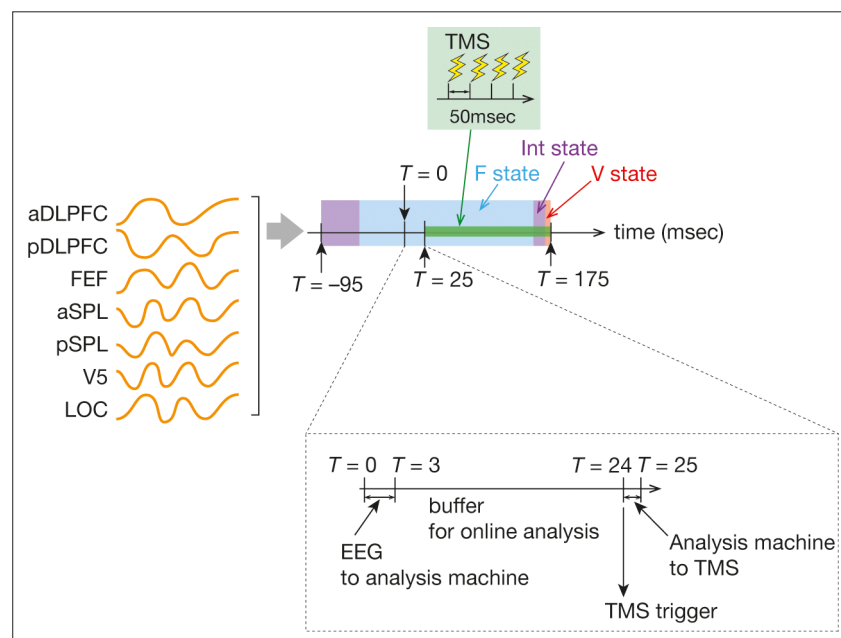 TMS
50msec
Int state
F state
V state
T = 0
aDLPFC
pDLPFC
FEF
aSPL
pSPL
V5
LOC
time (msec)
T = –95
T = 25
T = 175
T = 0
T = 3
T = 24
T = 25
buffer
for online analysis
EEG
to analysis machine
Analysis machine
to TMS
TMS trigger